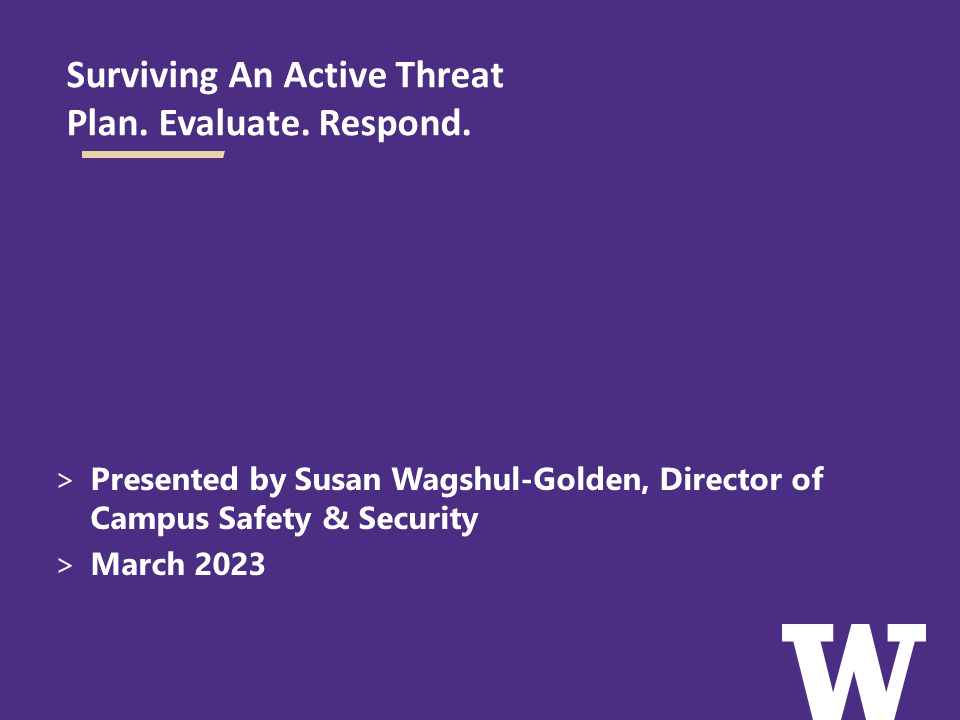 Surviving An Active Threat
Plan. Evaluate. Respond.
> Presented by Susan Wagshul-Golden, Director of
Campus Safety & Security
> March 2023
W